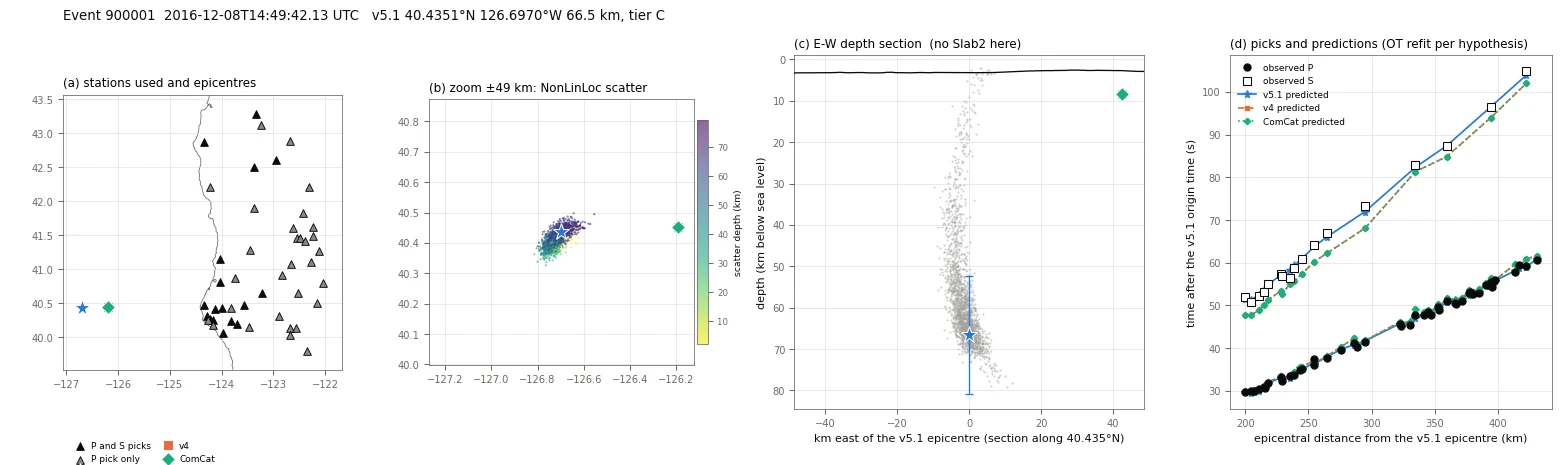 Event 900001  2016-12-08T14:49:42.13 UTC   v5.1 40.4351°N 126.6970°W 66.5 km, tier C
(a) stations used and epicentres
43.5
43.0
42.5
42.0
41.5
41.0
40.5
40.0
−127 −126 −125 −124 −123 −122
P and S picks
P pick only
v4
ComCat
(b) zoom ±49 km: NonLinLoc scatter
40.8
40.7
40.6
40.5
40.4
40.3
40.2
40.1
40.0
−127.2 −127.0 −126.8 −126.6 −126.4 −126.2
70
60
50
40
30
20
10
scatter depth (km)
(c) E-W depth section  (no Slab2 here)
depth (km below sea level)
0
10
20
30
40
50
60
70
80
−40 −20 0 20 40
km east of the v5.1 epicentre (section along 40.435°N)
(d) picks and predictions (OT refit per hypothesis)
observed P
observed S
v5.1 predicted
v4 predicted
ComCat predicted
time after the v5.1 origin time (s)
100
90
80
70
60
50
40
30
200 250 300 350 400
epicentral distance from the v5.1 epicentre (km)